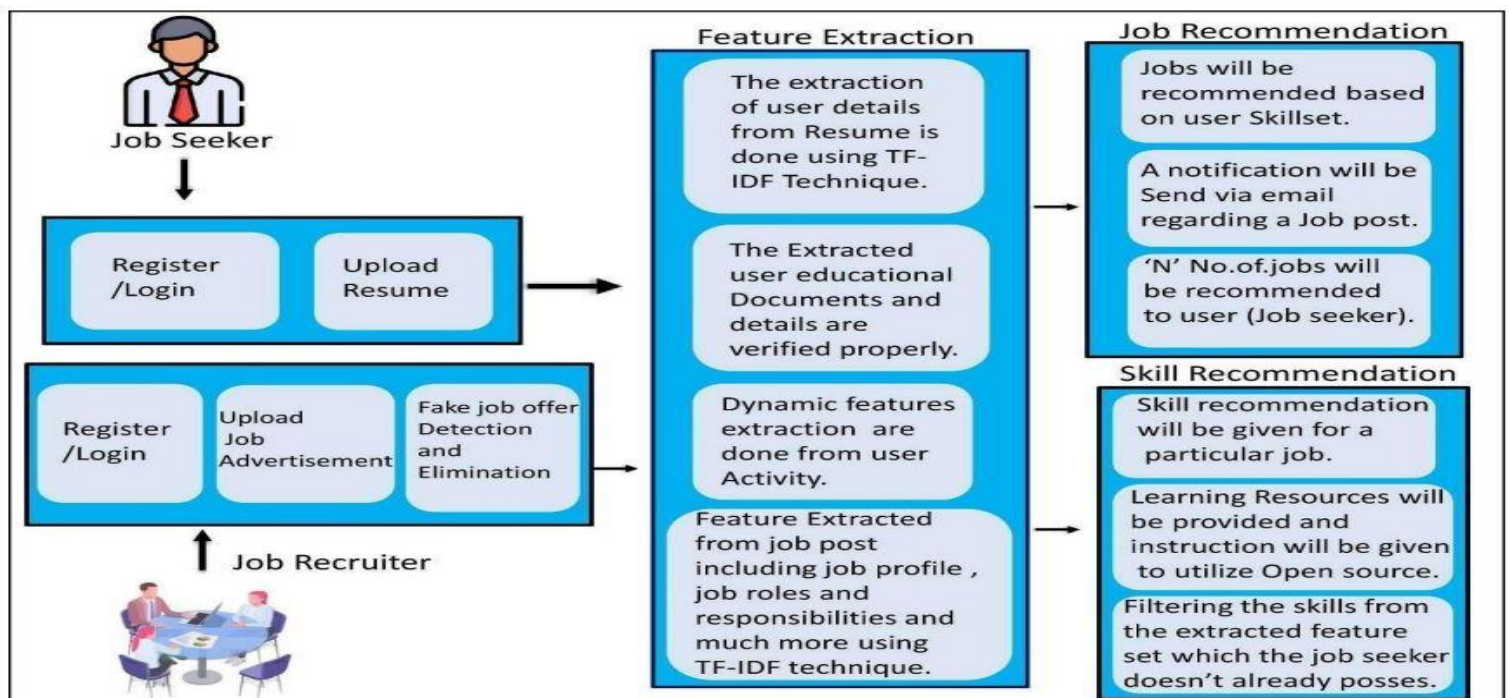 Job Seeker
Register
/Login
Upload
Resume
Register
/Login
Upload
Job
Advertisement
Fake job offer
Detection
and
Elimination
Job Recruiter
Feature Extraction
The extraction
of user details
from Resume is
done using TF-
IDF Technique.
The Extracted
user educational
Documents and
details are
verified properly.
Dynamic features
extraction are
done from user
Activity.
Feature Extracted
from job post
including job profile ,
job roles and
responsibilities and
much more using
TF-IDF technique.
Job Recommendation
Jobs will be
recommended based
on user Skillset.
A notification will be
Send via email
regarding a Job post.
‘N’ No.of.jobs will
be recommended
to user (Job seeker).
Skill Recommendation
Skill recommendation
will be given for a
particular job.
Learning Resources will
be provided and
instruction will be given
to utilize Open source.
Filtering the skills from
the extracted feature
set which the job seeker
doesn’t already posses.